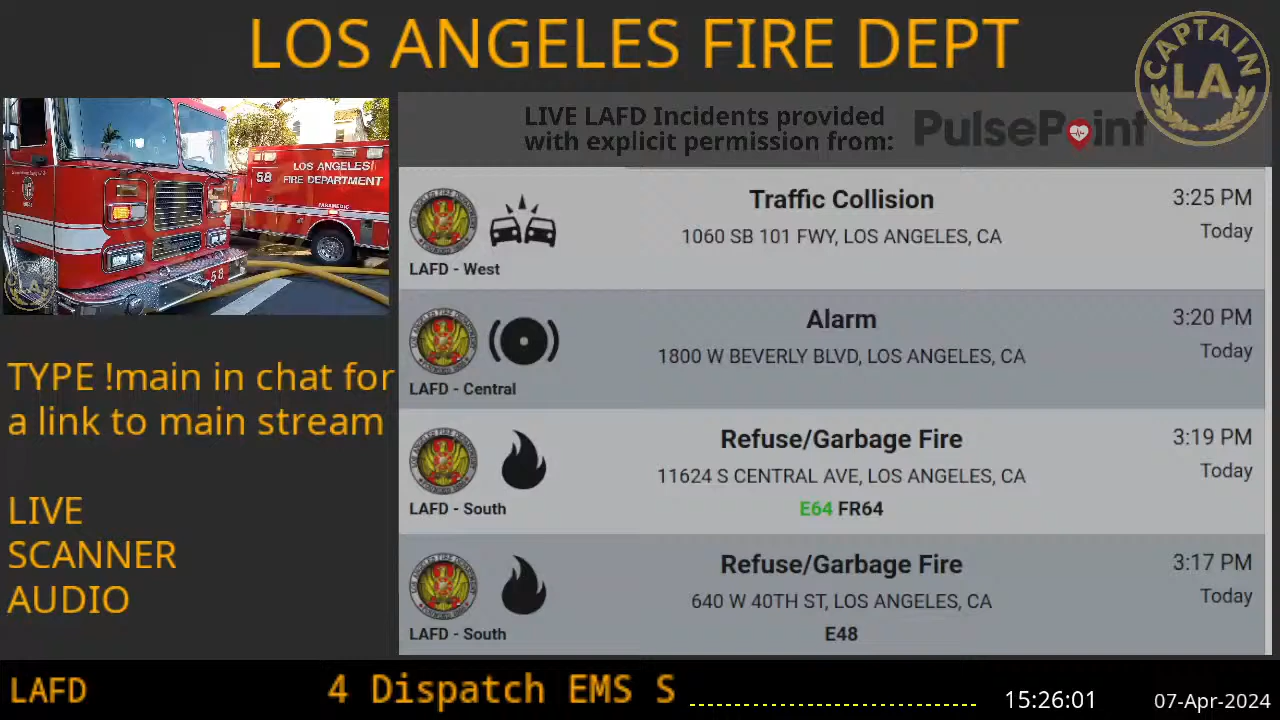 LOS ANGELES FIRE DEPT
CAPTAIN
LA
LIVE LAFD Incidents provided
with explicit permission from:
PulsePoint
58
LOS ANGELES
FIRE DEPARTMENT
PARAMEDIC
58
LA
Traffic Collision
3:25 PM
1060 SB 101 FWY, LOS ANGELES, CA
Today
LAFD - West
Alarm
3:20 PM
1800 W BEVERLY BLVD, LOS ANGELES, CA
Today
LAFD - Central
Refuse/Garbage Fire
3:19 PM
11624 S CENTRAL AVE, LOS ANGELES, CA
Today
E64 FR64
LAFD - South
Refuse/Garbage Fire
3:17 PM
640 W 40TH ST, LOS ANGELES, CA
Today
E48
LAFD - South
TYPE !main in chat for
a link to main stream
LIVE
SCANNER
AUDIO
LAFD
4 Dispatch EMS S
15:26:01
07-Apr-2024